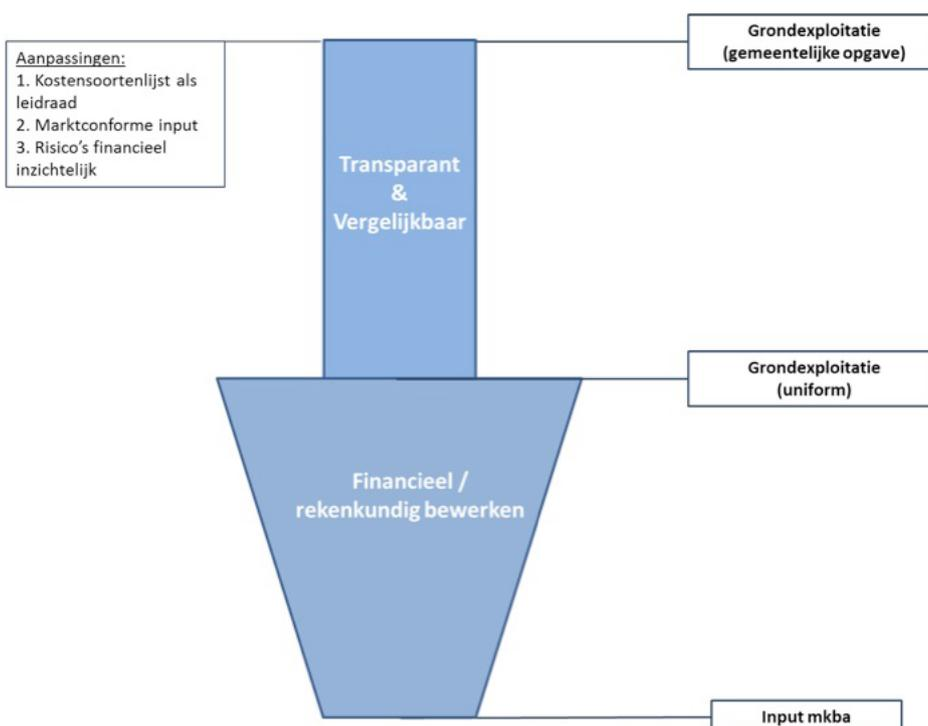 Grondexploitatie
(gemeentelijke opgave)
Aanpassingen:
1. Kostensoortenlijst als
leidraad
2. Marktconforme input
3. Risico's financieel
inzichtelijk
Transparant
&
Vergelijkbaar
Grondexploitatie
(uniform)
Financieel /
rekenkundig bewerken
Input mkba